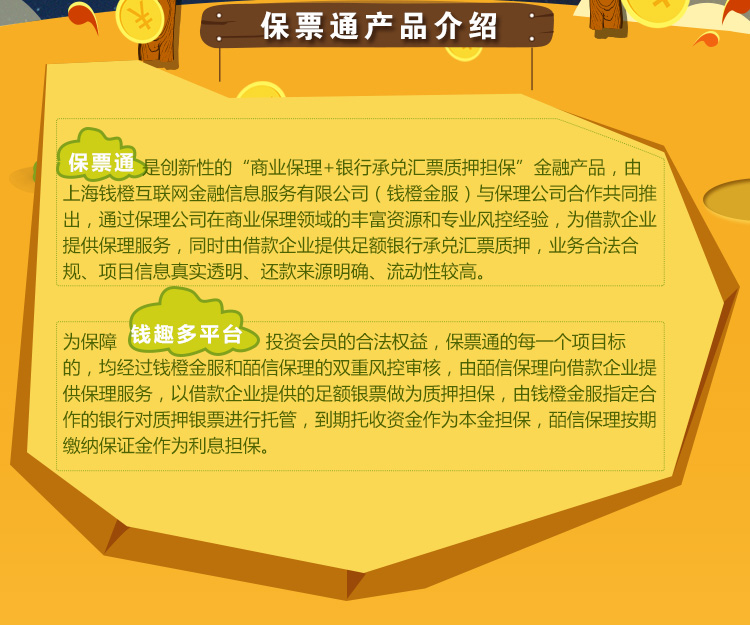 保票通产品介绍
保票通是创新性的“商业保理+银行承兑汇票质押担保”金融产品，由
上海钱橙互联网金融信息服务有限公司（钱橙金服）与保理公司合作共同推
出，通过保理公司在商业保理领域的丰富资源和专业风控经验，为借款企业
提供保理服务，同时由借款企业提供足额银行承兑汇票质押，业务合法合
规、项目信息真实透明、还款来源明确、流动性较高。
为保障 钱趣多平台 投资会员的合法权益，保票通的每一个项目标
的，均经过钱橙金服和皕信保理的双重风控审核，由皕信保理向借款企业提
供保理服务，以借款企业提供的足额银票做为质押担保，由钱橙金服指定合
作的银行对质押银票进行托管，到期托收资金作为本金担保，皕信保理按期
缴纳保证金作为利息担保。